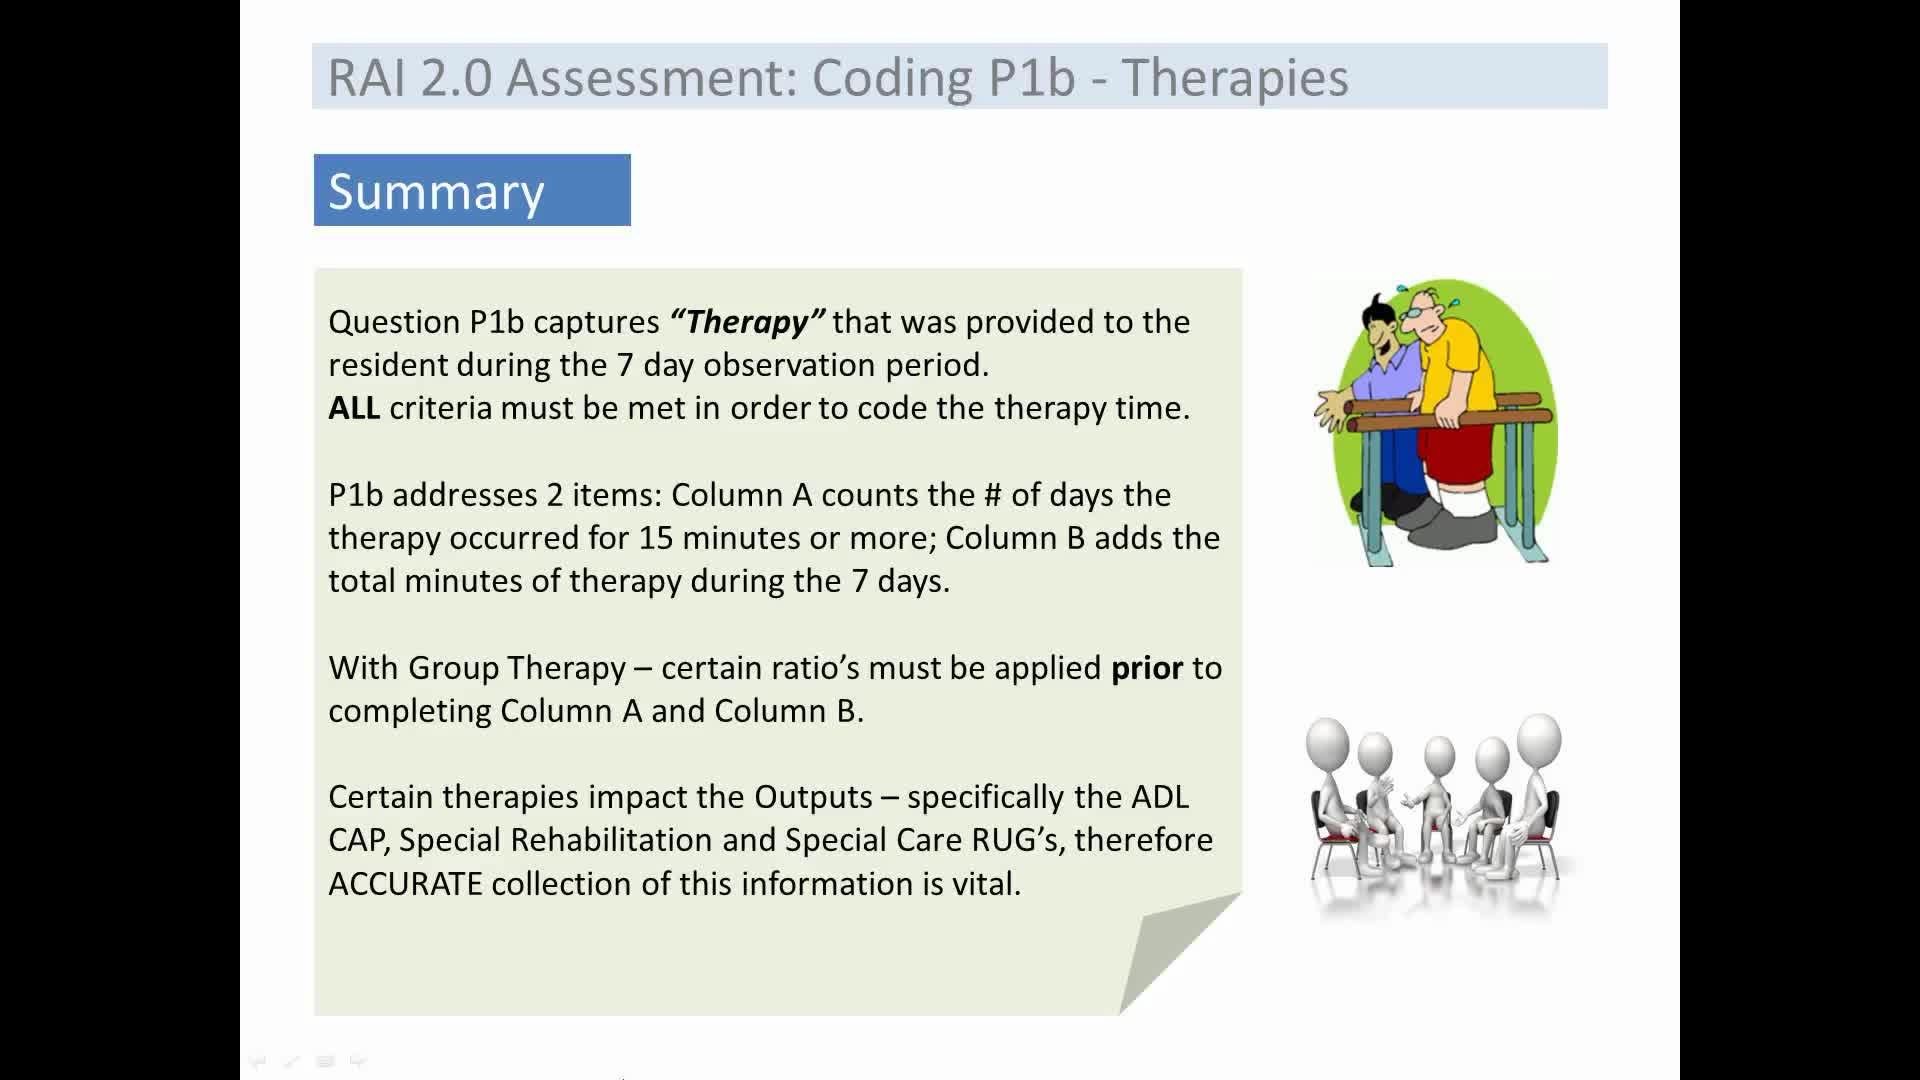 RAI 2.0 Assessment: Coding P1b - Therapies
Summary
Question P1b captures “Therapy” that was provided to the
resident during the 7 day observation period.
ALL criteria must be met in order to code the therapy time.
P1b addresses 2 items: Column A counts the # of days the
therapy occurred for 15 minutes or more; Column B adds the
total minutes of therapy during the 7 days.
With Group Therapy – certain ratio’s must be applied prior to
completing Column A and Column B.
Certain therapies impact the Outputs – specifically the ADL
CAP, Special Rehabilitation and Special Care RUG’s, therefore
ACCURATE collection of this information is vital.